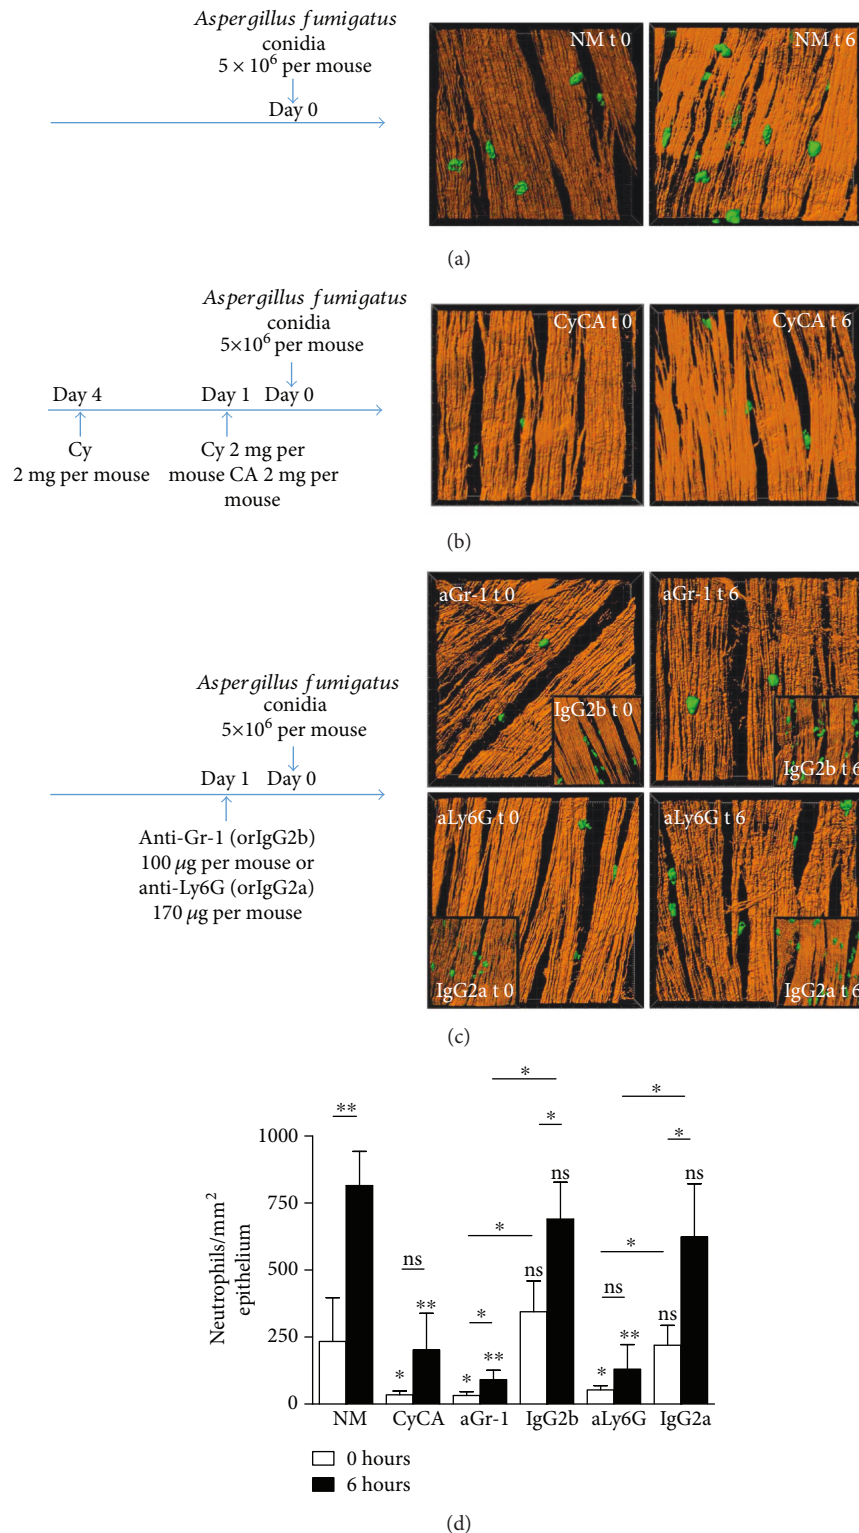 Aspergillus fumigatus
conidia
5 × 10⁶ per mouse
Day 0
NM t 0
NM t 6
(a)
Aspergillus fumigatus
conidia
5×10⁶ per mouse
Day 4
Day 1
Day 0
Cy
2 mg per mouse
Cy 2 mg per
mouse CA 2 mg per
mouse
CyCA t 0
CyCA t 6
(b)
Aspergillus fumigatus
conidia
5×10⁶ per mouse
Day 1
Day 0
Anti-Gr-1 (orIgG2b)
100 μg per mouse or
anti-Ly6G (orIgG2a)
170 μg per mouse
aGr-1 t 0
IgG2b t 0
aGr-1 t 6
IgG2b t 6
aLy6G t 0
IgG2a t 0
aLy6G t 6
IgG2a t 6
(c)
Neutrophils/mm²
epithelium
1000
750
500
250
0
**
*
ns
**
*
*
**
*
*
ns
*
ns
*
ns
**
*
*
ns
*
ns
*
NM
CyCA
aGr-1
IgG2b
aLy6G
IgG2a
0 hours
6 hours
(d)